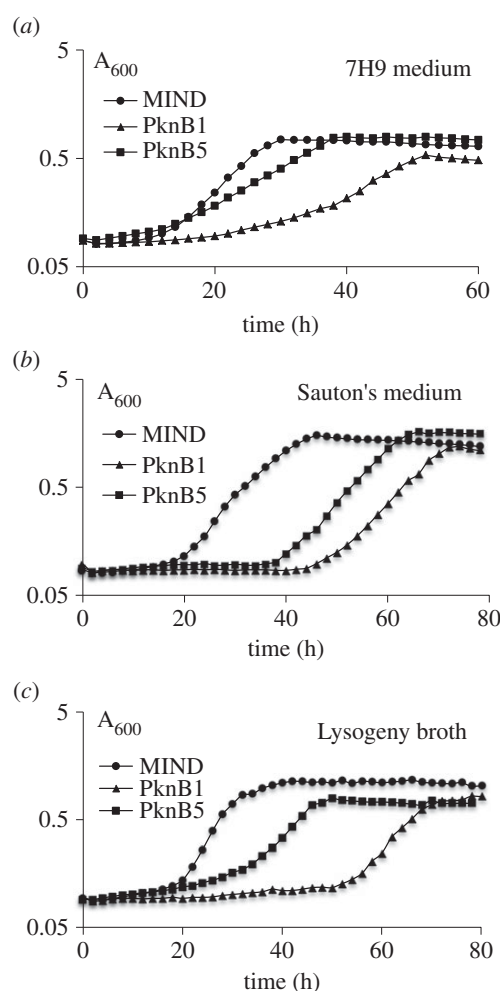 (a)
5
A600
7H9 medium
MIND
PknB1
PknB5
0.5
0.05
0 20 40 60
time (h)
(b)
5
A600
Sauton's medium
MIND
PknB1
PknB5
0.5
0.05
0 20 40 60 80
time (h)
(c)
5
A600
Lysogeny broth
MIND
PknB1
PknB5
0.5
0.05
0 20 40 60 80
time (h)